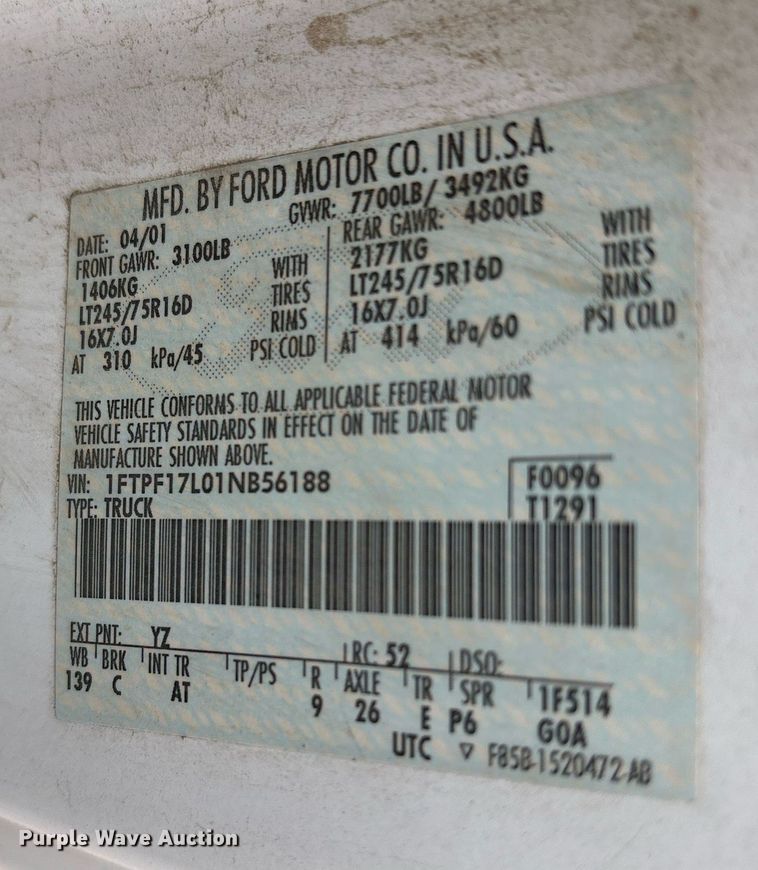 MFD. BY FORD MOTOR CO. IN U.S.A.
DATE: 04/01 GVWR: 7700LB/ 3492KG
FRONT GAWR: 3100LB REAR GAWR: 4800LB
1406KG WITH 2177KG WITH
LT245/75R16D TIRES LT245/75R16D TIRES
16X7.0J RIMS 16X7.0J RIMS
AT 310 kPa/45 PSI COLD AT 414 kPa/60 PSI COLD
THIS VEHICLE CONFORMS TO ALL APPLICABLE FEDERAL MOTOR
VEHICLE SAFETY STANDARDS IN EFFECT ON THE DATE OF
MANUFACTURE SHOWN ABOVE.
VIN: 1FTPF17L01NB56188 F0096
TYPE: TRUCK T1291
EXT PNT: YZ RC: 52 DSO:
WB BRK INT TR TP/PS R AXLE TR SPR 1F514
139 C AT 9 26 E P6 GOA
UTC ▽ F85B-1520472-AB
Purple Wave Auction